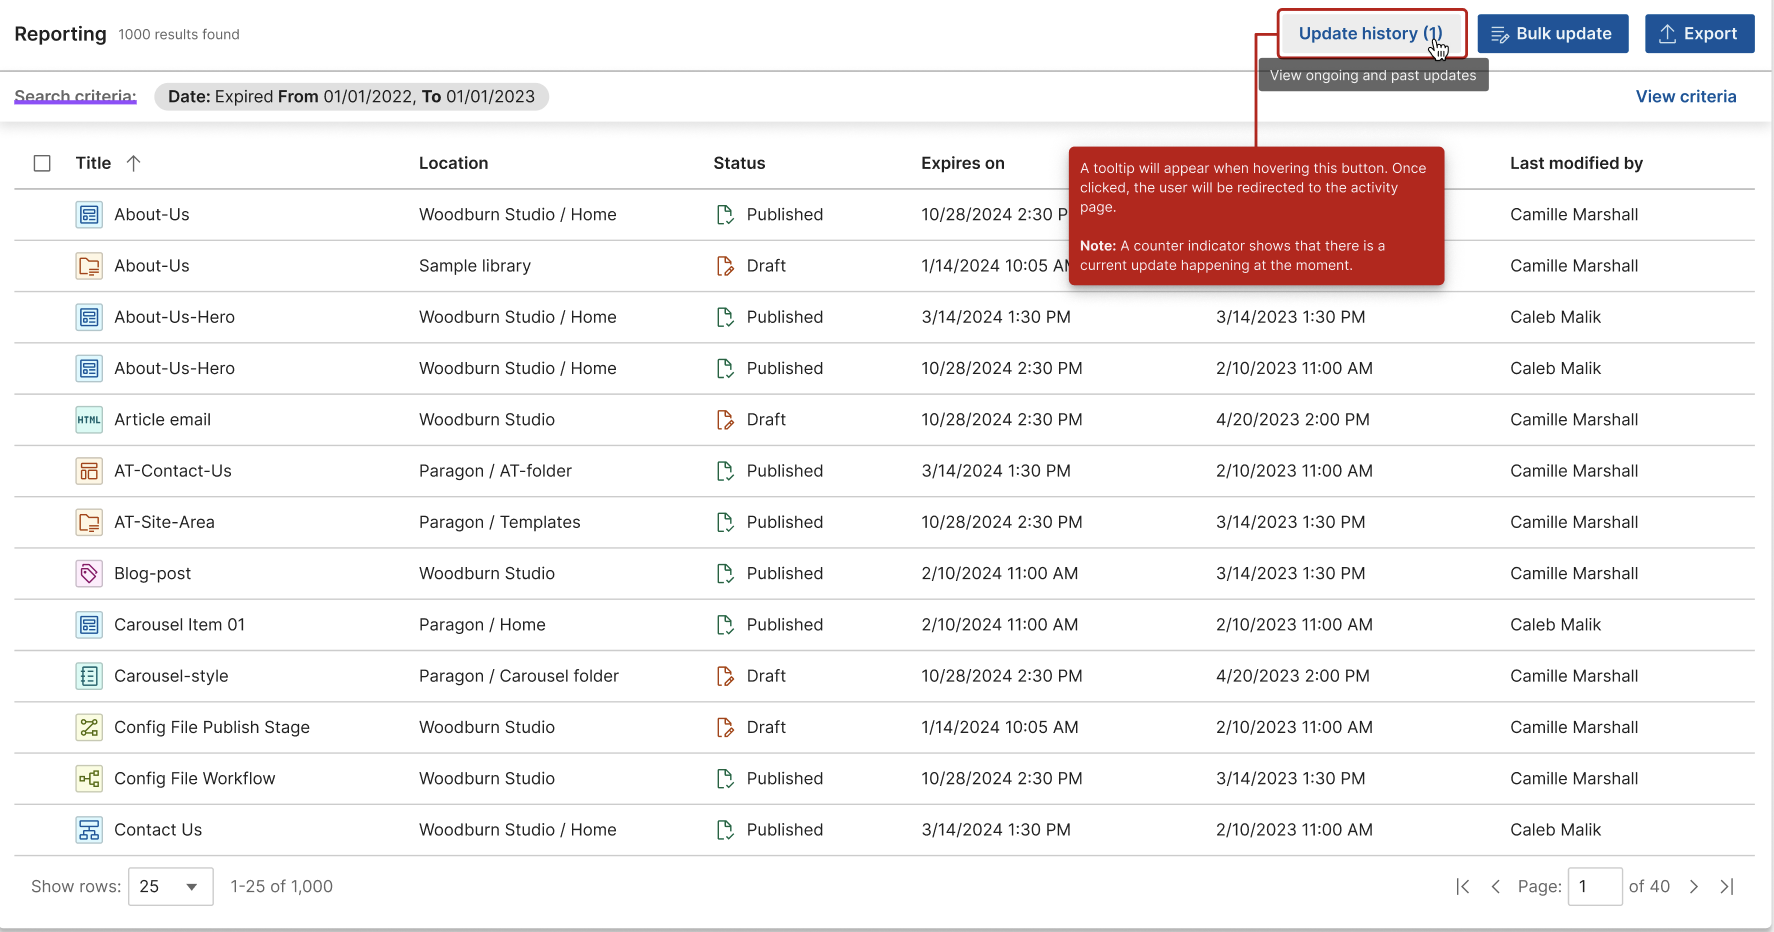 Reporting 1000 results found Update history (1) Bulk update Export
View ongoing and past updates
Search criteria: Date: Expired From 01/01/2022, To 01/01/2023 View criteria
Title Location Status Expires on Last modified by
A tooltip will appear when hovering this button. Once
clicked, the user will be redirected to the activity
page.
Note: A counter indicator shows that there is a
current update happening at the moment.
About-Us Woodburn Studio / Home Published 10/28/2024 2:30 Camille Marshall
About-Us Sample library Draft 1/14/2024 10:05 Camille Marshall
About-Us-Hero Woodburn Studio / Home Published 3/14/2024 1:30 PM 3/14/2023 1:30 PM Caleb Malik
About-Us-Hero Woodburn Studio / Home Published 10/28/2024 2:30 PM 2/10/2023 11:00 AM Caleb Malik
HTML Article email Woodburn Studio Draft 10/28/2024 2:30 PM 4/20/2023 2:00 PM Camille Marshall
AT-Contact-Us Paragon / AT-folder Published 3/14/2024 1:30 PM 2/10/2023 11:00 AM Camille Marshall
AT-Site-Area Paragon / Templates Published 10/28/2024 2:30 PM 3/14/2023 1:30 PM Camille Marshall
Blog-post Woodburn Studio Published 2/10/2024 11:00 AM 3/14/2023 1:30 PM Camille Marshall
Carousel Item 01 Paragon / Home Published 2/10/2024 11:00 AM 2/10/2023 11:00 AM Caleb Malik
Carousel-style Paragon / Carousel folder Draft 10/28/2024 2:30 PM 4/20/2023 2:00 PM Camille Marshall
Config File Publish Stage Woodburn Studio Draft 1/14/2024 10:05 AM 2/10/2023 11:00 AM Camille Marshall
Config File Workflow Woodburn Studio Published 10/28/2024 2:30 PM 3/14/2023 1:30 PM Camille Marshall
Contact Us Woodburn Studio / Home Published 3/14/2024 1:30 PM 2/10/2023 11:00 AM Caleb Malik
Show rows: 25 1-25 of 1,000 Page: 1 of 40